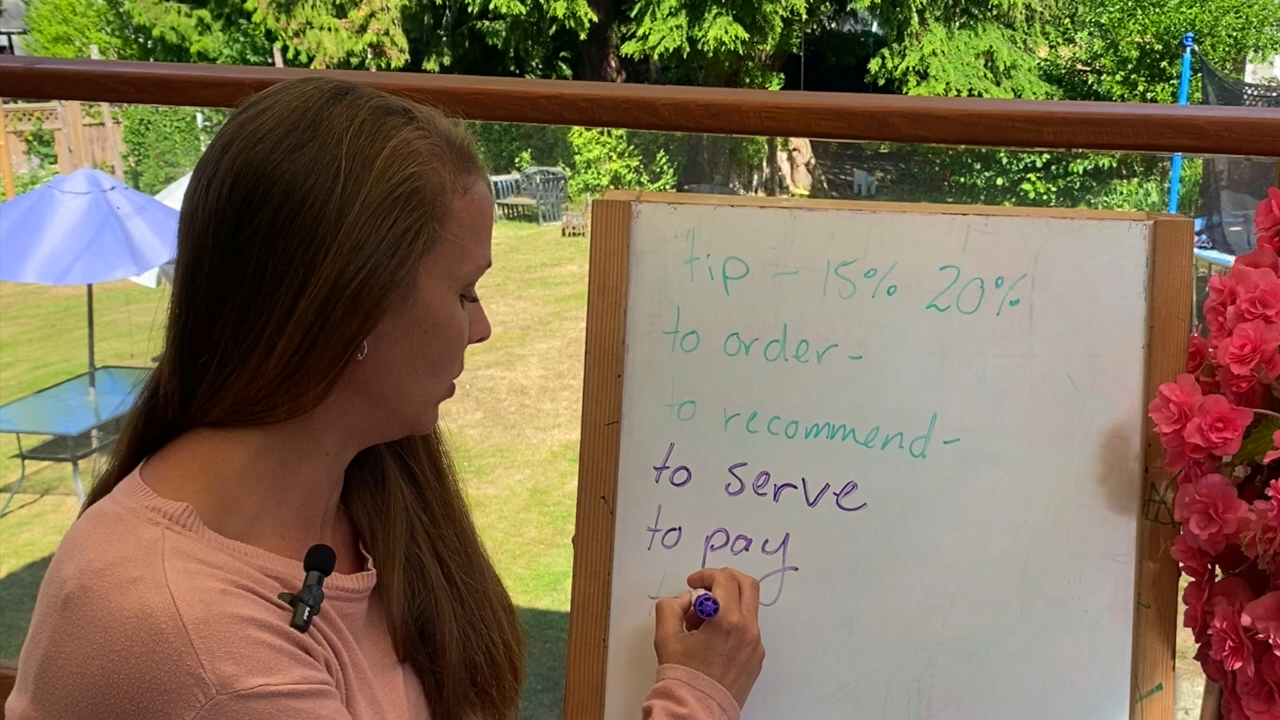 tip - 15% 20%
to order -
to recommend -
to serve
to pay